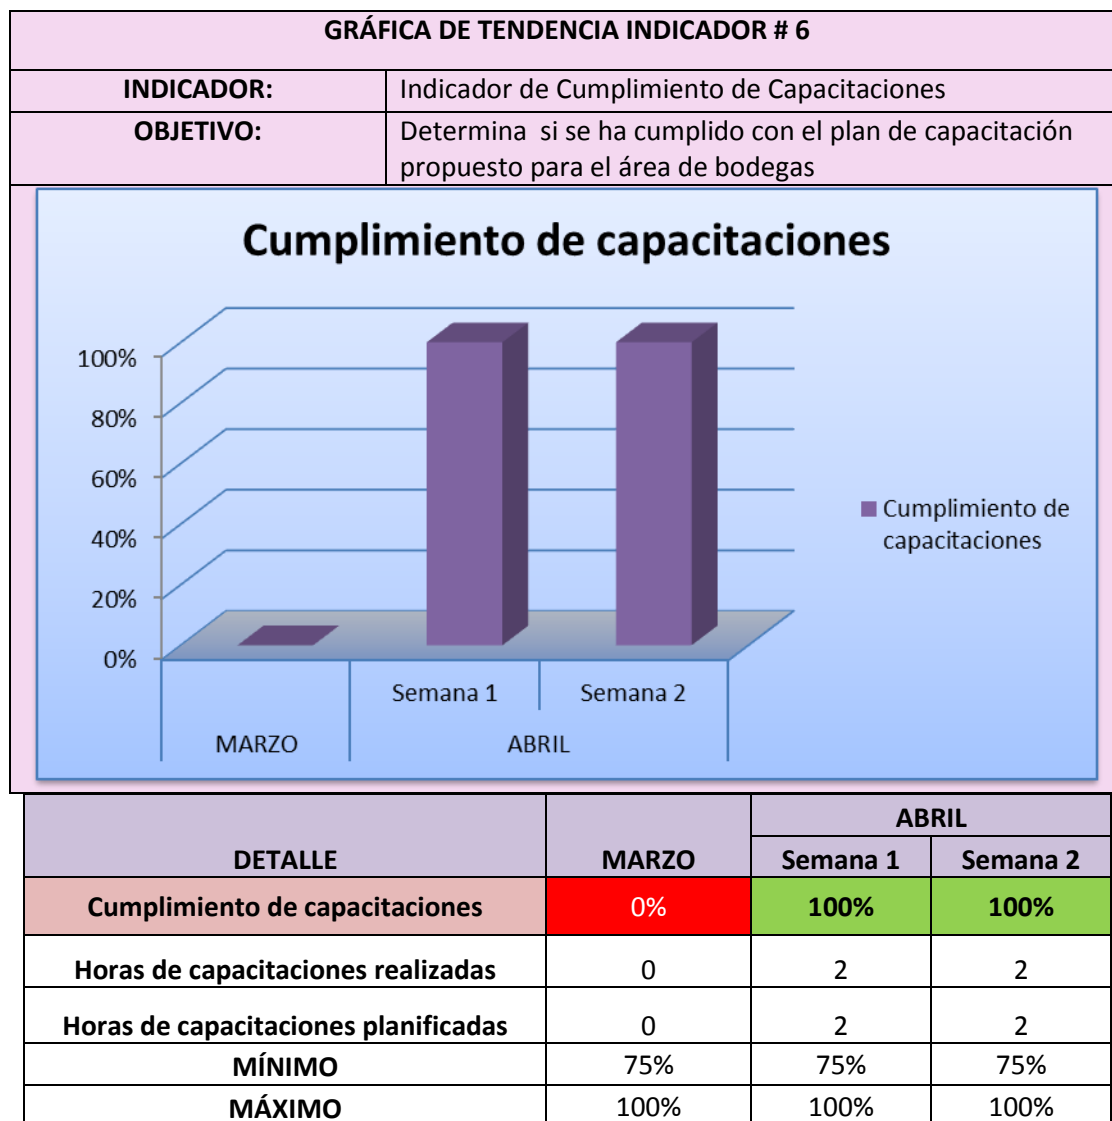 GRÁFICA DE TENDENCIA INDICADOR # 6
INDICADOR: Indicador de Cumplimiento de Capacitaciones
OBJETIVO: Determina si se ha cumplido con el plan de capacitación
propuesto para el área de bodegas
Cumplimiento de capacitaciones
100%
80%
60%
40%
20%
0%
Semana 1 Semana 2
MARZO ABRIL
Cumplimiento de
capacitaciones
ABRIL
DETALLE MARZO Semana 1 Semana 2
Cumplimiento de capacitaciones 0% 100% 100%
Horas de capacitaciones realizadas 0 2 2
Horas de capacitaciones planificadas 0 2 2
MÍNIMO 75% 75% 75%
MÁXIMO 100% 100% 100%